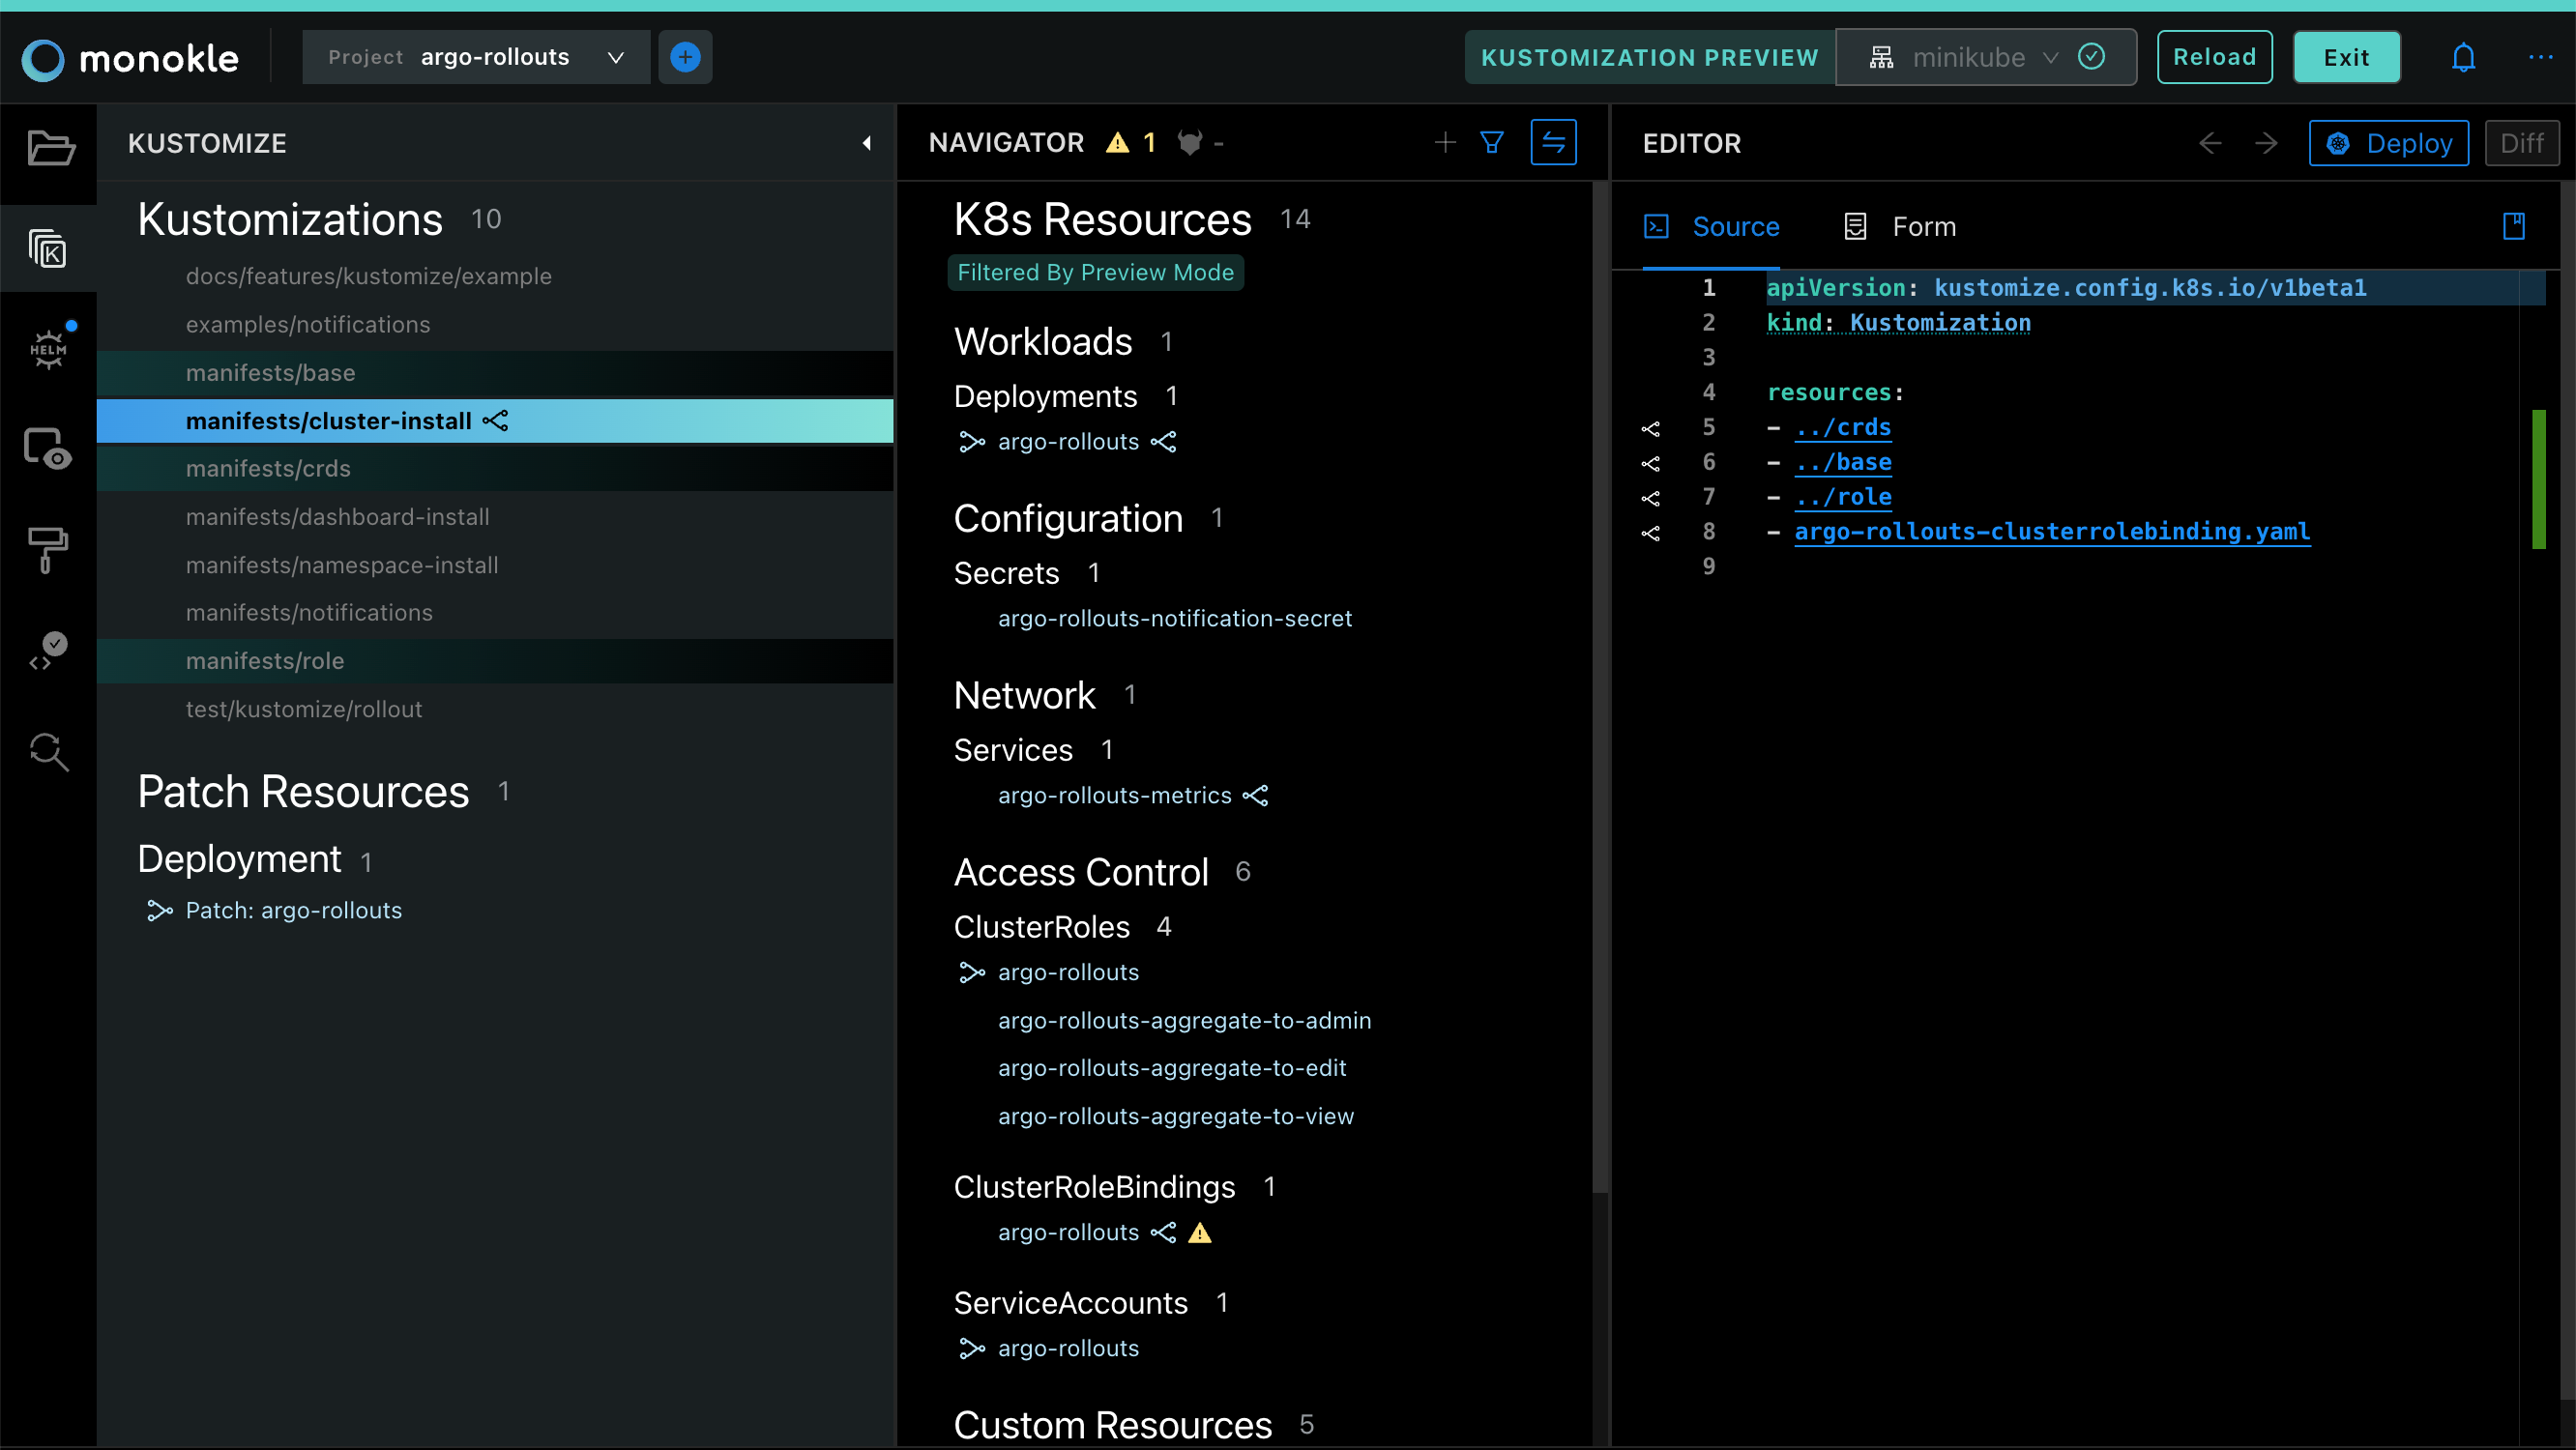 monokle
Project argo-rollouts
KUSTOMIZATION PREVIEW
minikube
Reload
Exit
KUSTOMIZE
Kustomizations 10
docs/features/kustomize/example
examples/notifications
manifests/base
manifests/cluster-install
manifests/crds
manifests/dashboard-install
manifests/namespace-install
manifests/notifications
manifests/role
test/kustomize/rollout
Patch Resources 1
Deployment 1
Patch: argo-rollouts
HELM
NAVIGATOR 1 -
K8s Resources 14
Filtered By Preview Mode
Workloads 1
Deployments 1
argo-rollouts
Configuration 1
Secrets 1
argo-rollouts-notification-secret
Network 1
Services 1
argo-rollouts-metrics
Access Control 6
ClusterRoles 4
argo-rollouts
argo-rollouts-aggregate-to-admin
argo-rollouts-aggregate-to-edit
argo-rollouts-aggregate-to-view
ClusterRoleBindings 1
argo-rollouts
ServiceAccounts 1
argo-rollouts
Custom Resources 5
EDITOR
Deploy
Diff
Source
Form
1 apiVersion: kustomize.config.k8s.io/v1beta1
2 kind: Kustomization
3
4 resources:
5 - ../crds
6 - ../base
7 - ../role
8 - argo-rollouts-clusterrolebinding.yaml
9